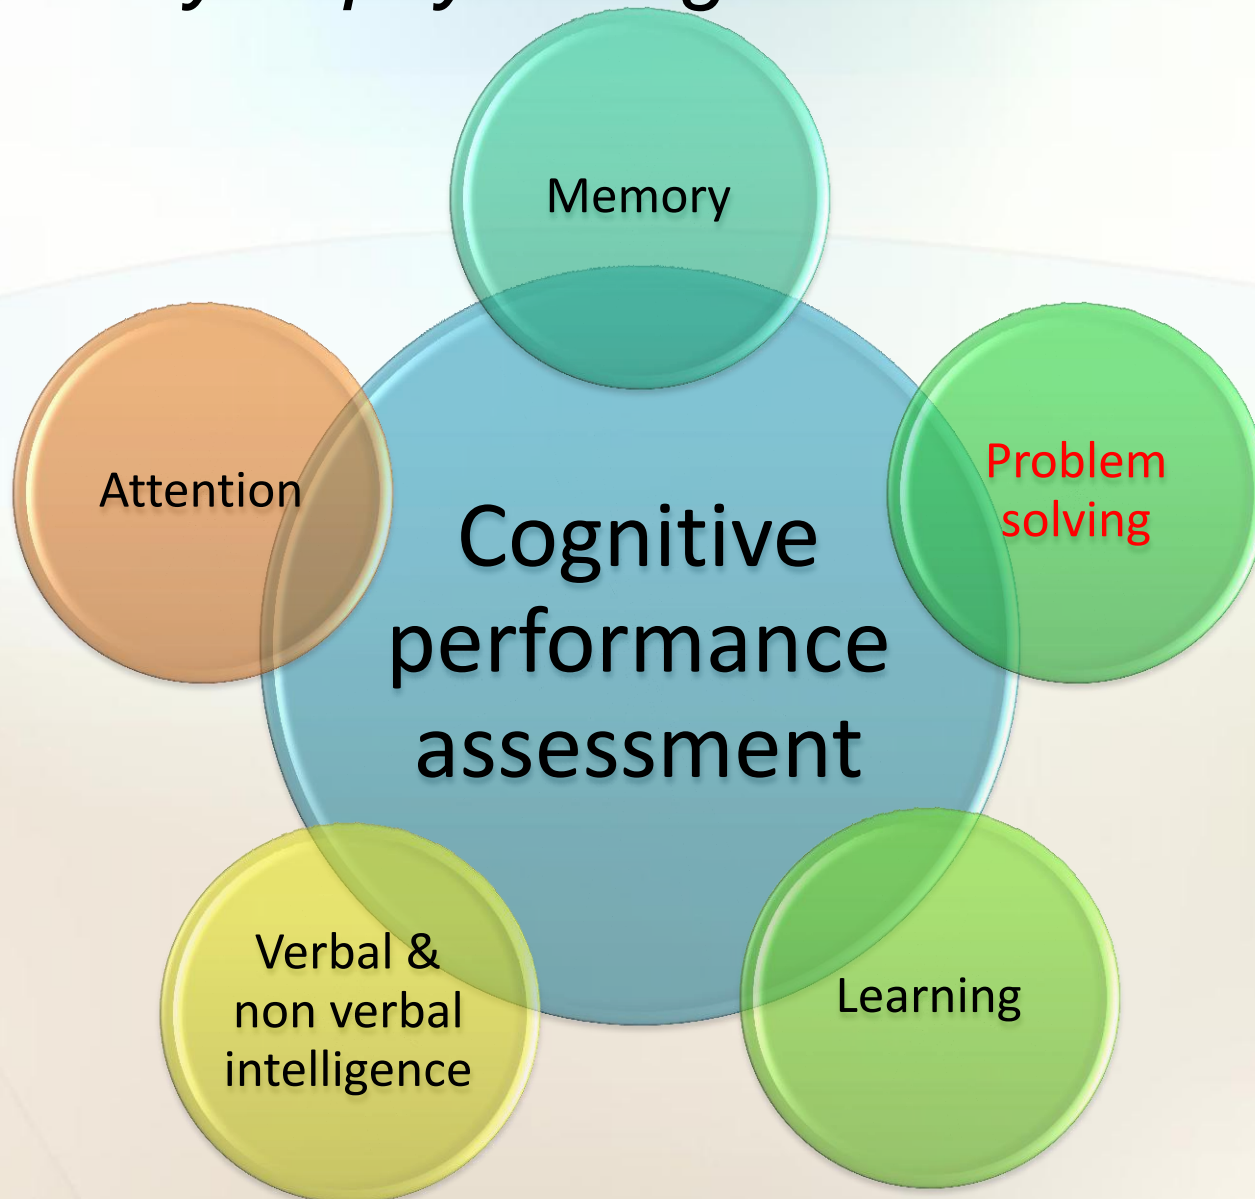 Memory
Attention
Problem
solving
Cognitive
performance
assessment
Verbal &
non verbal
intelligence
Learning